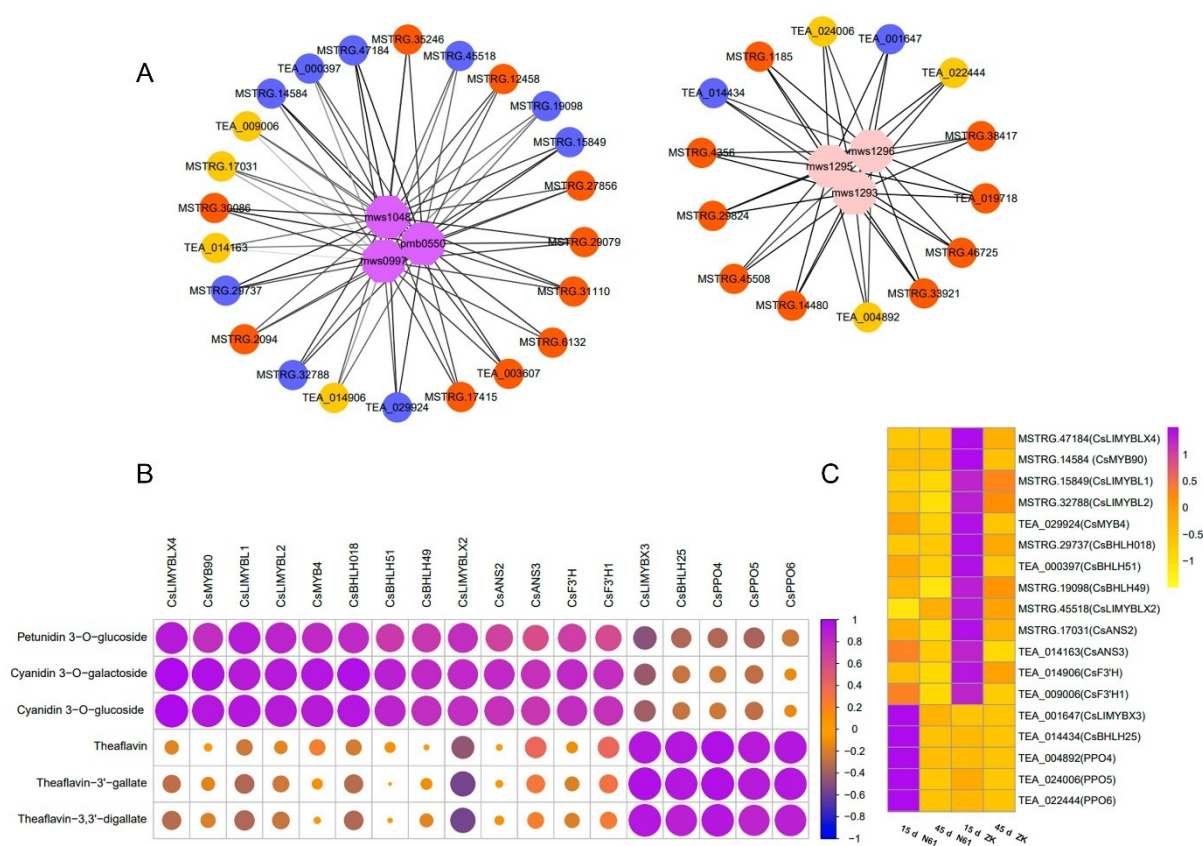 A
MSTRG.35246
MSTRG.47184
MSTRG.45518
TEA_000397
MSTRG.12458
MSTRG.14584
MSTRG.19098
TEA_009006
MSTRG.15849
MSTRG.17031
MSTRG.27856
MSTRG.30086
MSTRG.29079
TEA_014163
MSTRG.31110
MSTRG.29737
MSTRG.6132
MSTRG.2094
TEA_003607
MSTRG.32788
MSTRG.17415
TEA_014906
TEA_029924
mws1048
pmb0550
mws0997
TEA_024006
TEA_001647
MSTRG.1185
TEA_022444
TEA_014434
MSTRG.38417
MSTRG.4356
TEA_019718
MSTRG.29824
MSTRG.46725
MSTRG.45508
MSTRG.33921
MSTRG.14480
TEA_004892
mws1296
mws1295
mws1293
B
CsLIMYBLX4
CsMYB90
CsLIMYBL1
CsLIMYBL2
CsMYB4
CsBHLH018
CsBHLH51
CsBHLH49
CsLIMYBLX2
CsANS2
CsANS3
CsF3'H
CsF3'H1
CsLIMYBX3
CsBHLH25
CsPPO4
CsPPO5
CsPPO6
Petunidin 3-O-glucoside
Cyanidin 3-O-galactoside
Cyanidin 3-O-glucoside
Theaflavin
Theaflavin-3'-gallate
Theaflavin-3,3'-digallate
1
0.8
0.6
0.4
0.2
0
-0.2
-0.4
-0.6
-0.8
-1
C
MSTRG.47184(CsLIMYBLX4)
MSTRG.14584 (CsMYB90)
MSTRG.15849(CsLIMYBL1)
MSTRG.32788(CsLIMYBL2)
TEA_029924(CsMYB4)
MSTRG.29737(CsBHLH018)
TEA_000397(CsBHLH51)
MSTRG.19098(CsBHLH49)
MSTRG.45518(CsLIMYBLX2)
MSTRG.17031(CsANS2)
TEA_014163(CsANS3)
TEA_014906(CsF3'H)
TEA_009006(CsF3'H1)
TEA_001647(CsLIMYBX3)
TEA_014434(CsBHLH25)
TEA_004892(PPO4)
TEA_024006(PPO5)
TEA_022444(PPO6)
15 d N61
45 d N61
15 d ZK
45 d ZK
1
0.5
0
-0.5
-1